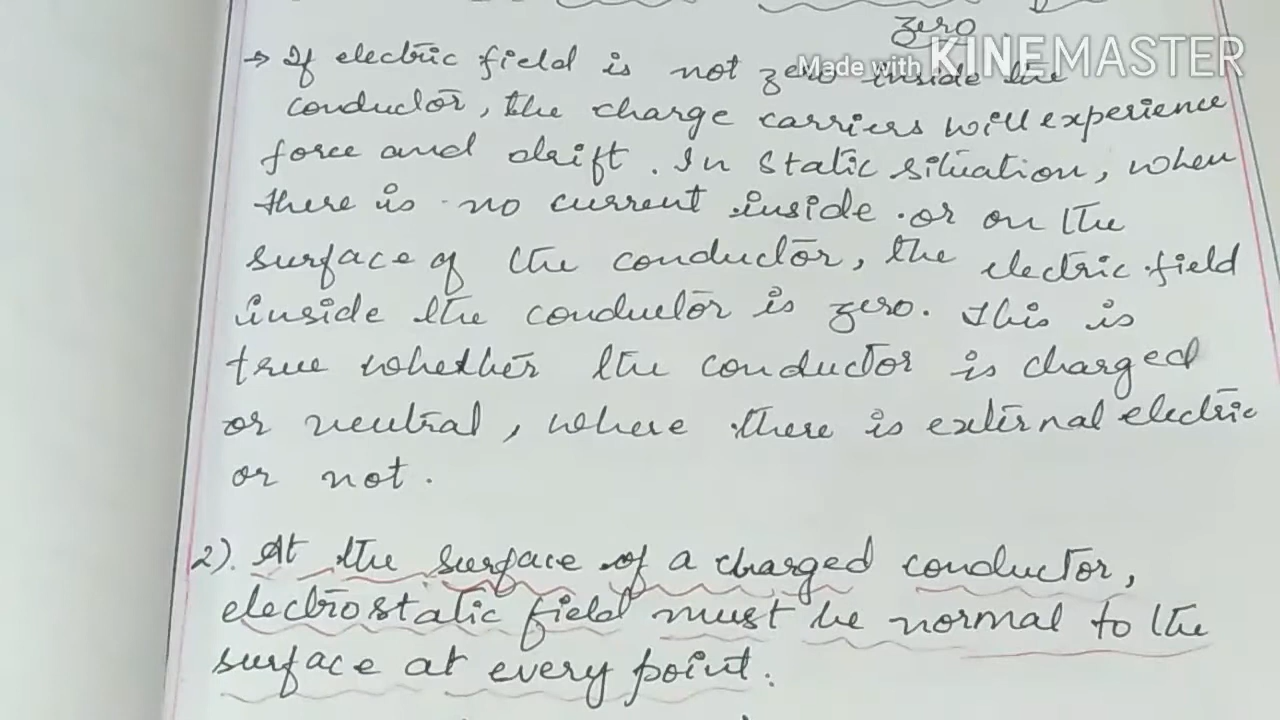 zero
Made with KINEMASTER
→ If electric field is not zero inside the
conductor, the charge carriers will experience
force and drift. In static situation, when
there is no current inside or on the
surface of the conductor, the electric field
inside the conductor is zero. This is
true whether the conductor is charged
or neutral, where there is external electric
or not.
2). At the surface of a charged conductor,
electrostatic field must be normal to the
surface at every point.